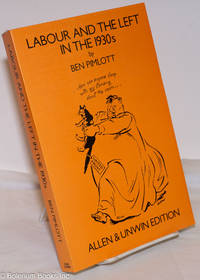 LABOUR AND THE LEFT
IN THE 1930s
by
BEN PIMLOTT
ALLEN & UNWIN EDITION
LABOUR AND THE LEFT IN THE 1930s
BEN PIMLOTT
© Bolerium Books Inc.